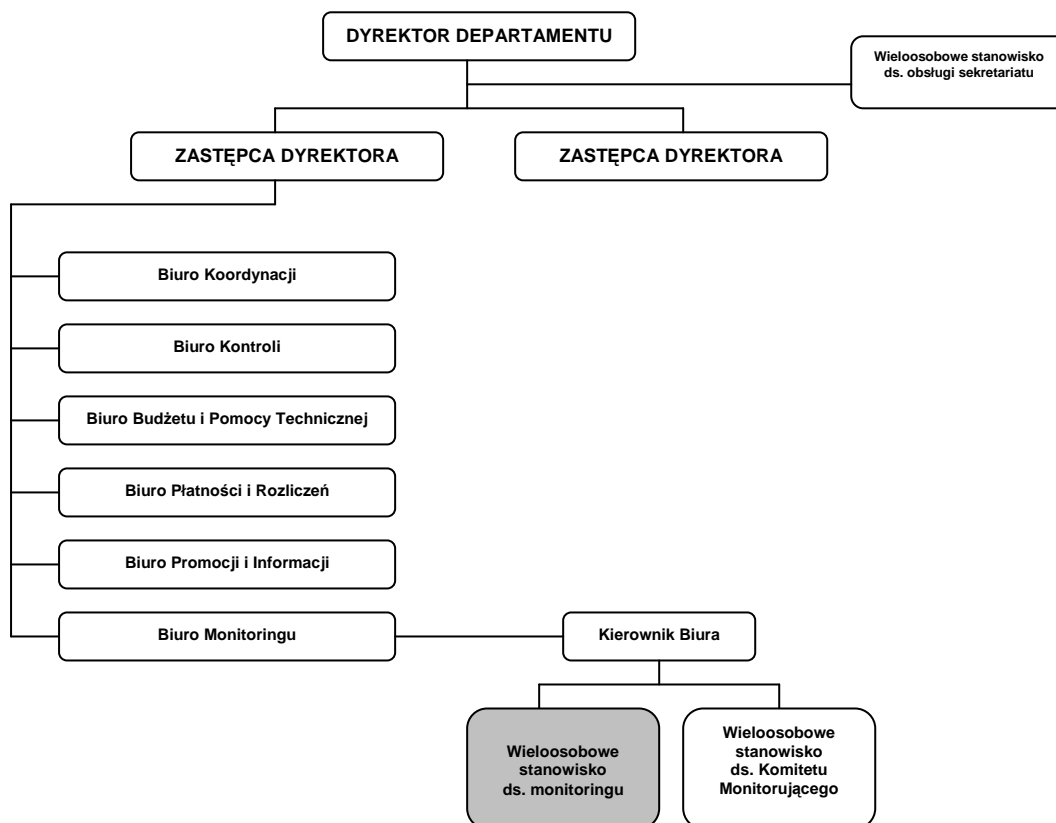 DYREKTOR DEPARTAMENTU
Wieloosobowe stanowisko
ds. obsługi sekretariatu
ZASTĘPCA DYREKTORA
ZASTĘPCA DYREKTORA
Biuro Koordynacji
Biuro Kontroli
Biuro Budżetu i Pomocy Technicznej
Biuro Płatności i Rozliczeń
Biuro Promocji i Informacji
Biuro Monitoringu
Kierownik Biura
Wieloosobowe
stanowisko
ds. monitoringu
Wieloosobowe
stanowisko
ds. Komitetu
Monitorującego